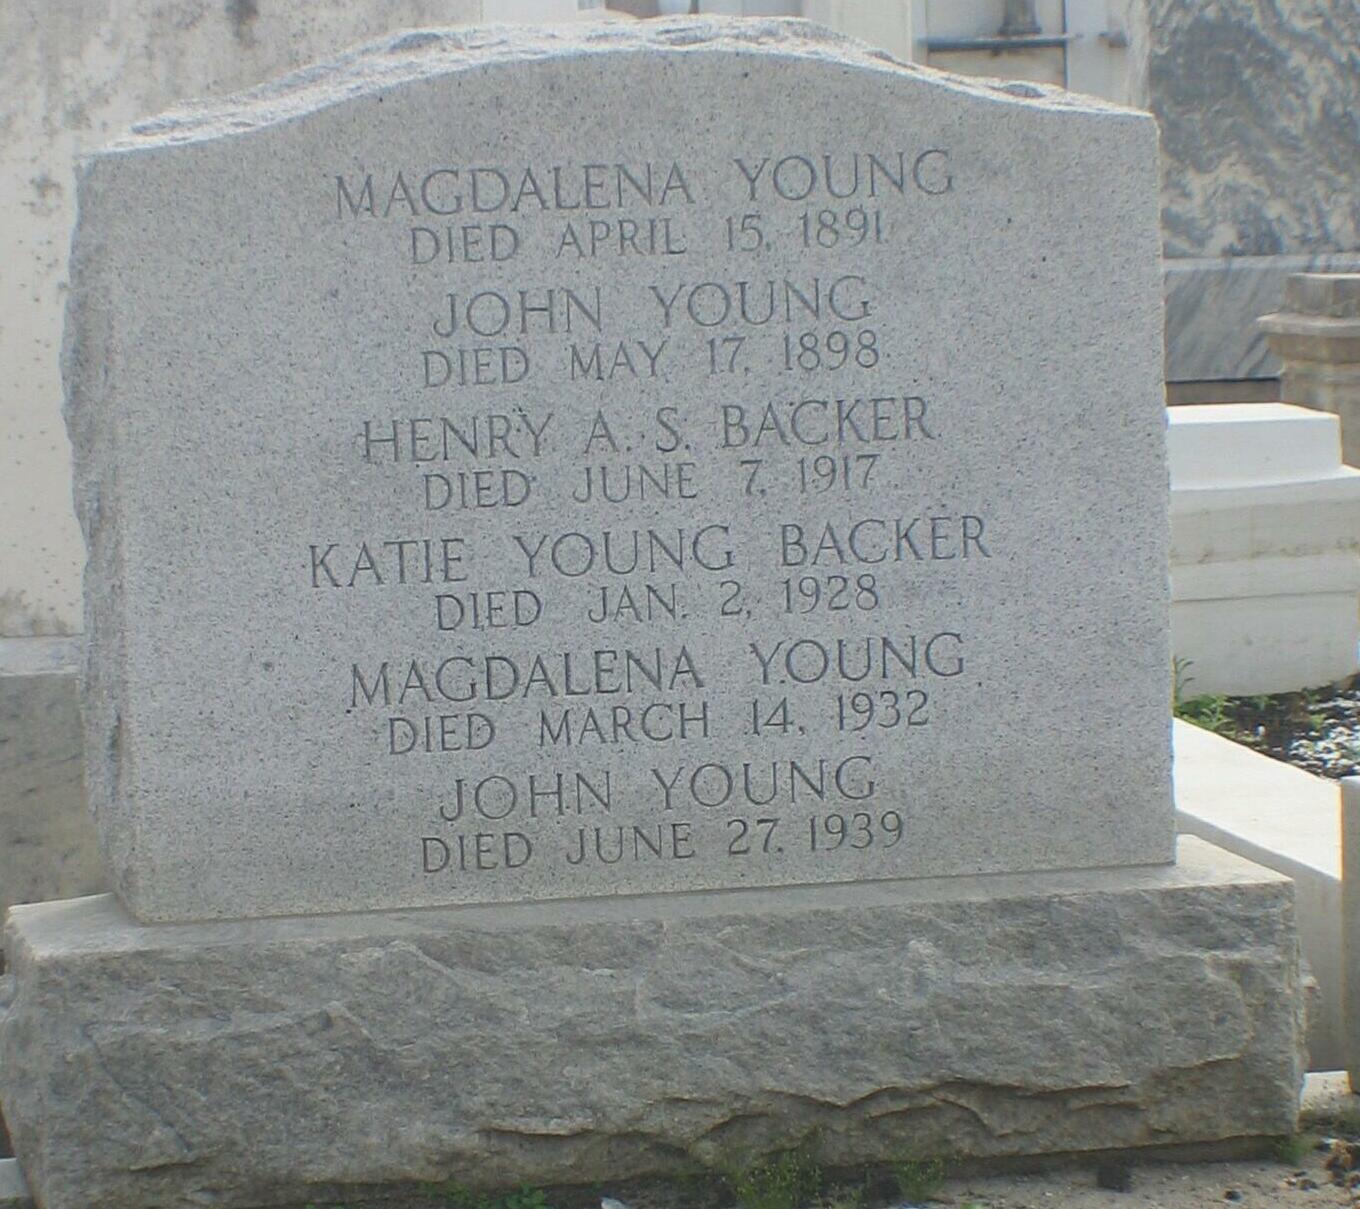 MAGDALENA YOUNG
DIED APRIL 15, 1891
JOHN YOUNG
DIED MAY 17, 1898
HENRY A. S. BACKER
DIED JUNE 7, 1917
KATIE YOUNG BACKER
DIED JAN. 2, 1928
MAGDALENA YOUNG
DIED MARCH 14, 1932
JOHN YOUNG
DIED JUNE 27, 1939